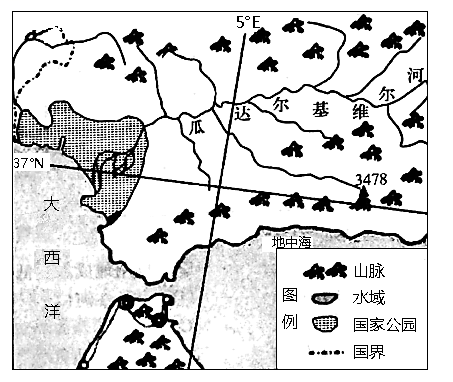 5°E
河
尔
维
基
尔
达
瓜
37°N
3478
大
西
洋
地中海
图
例
山脉
水域
国家公园
国界